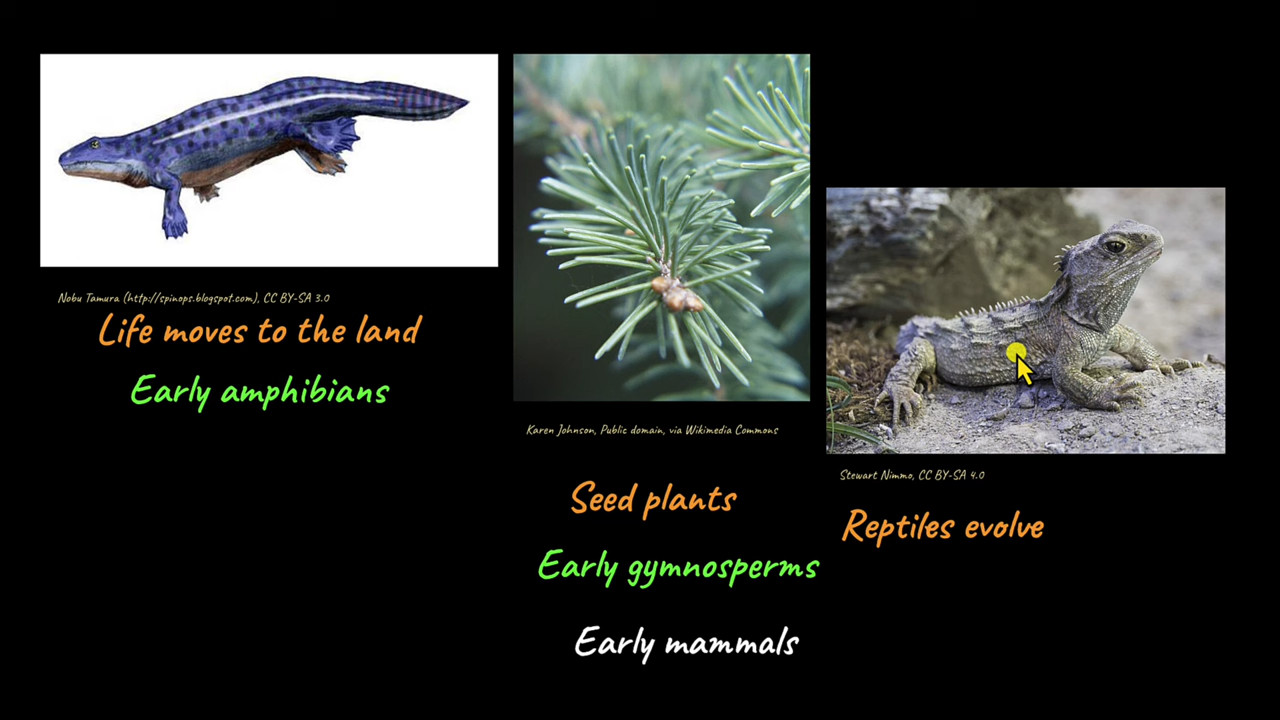 Nobu Tamura (http://spinops.blogspot.com), CC BY-SA 3.0
Life moves to the land
Early amphibians
Karen Johnson, Public domain, via Wikimedia Commons
Seed plants
Early gymnosperms
Early mammals
Stewart Nimmo, CC BY-SA 4.0
Reptiles evolve